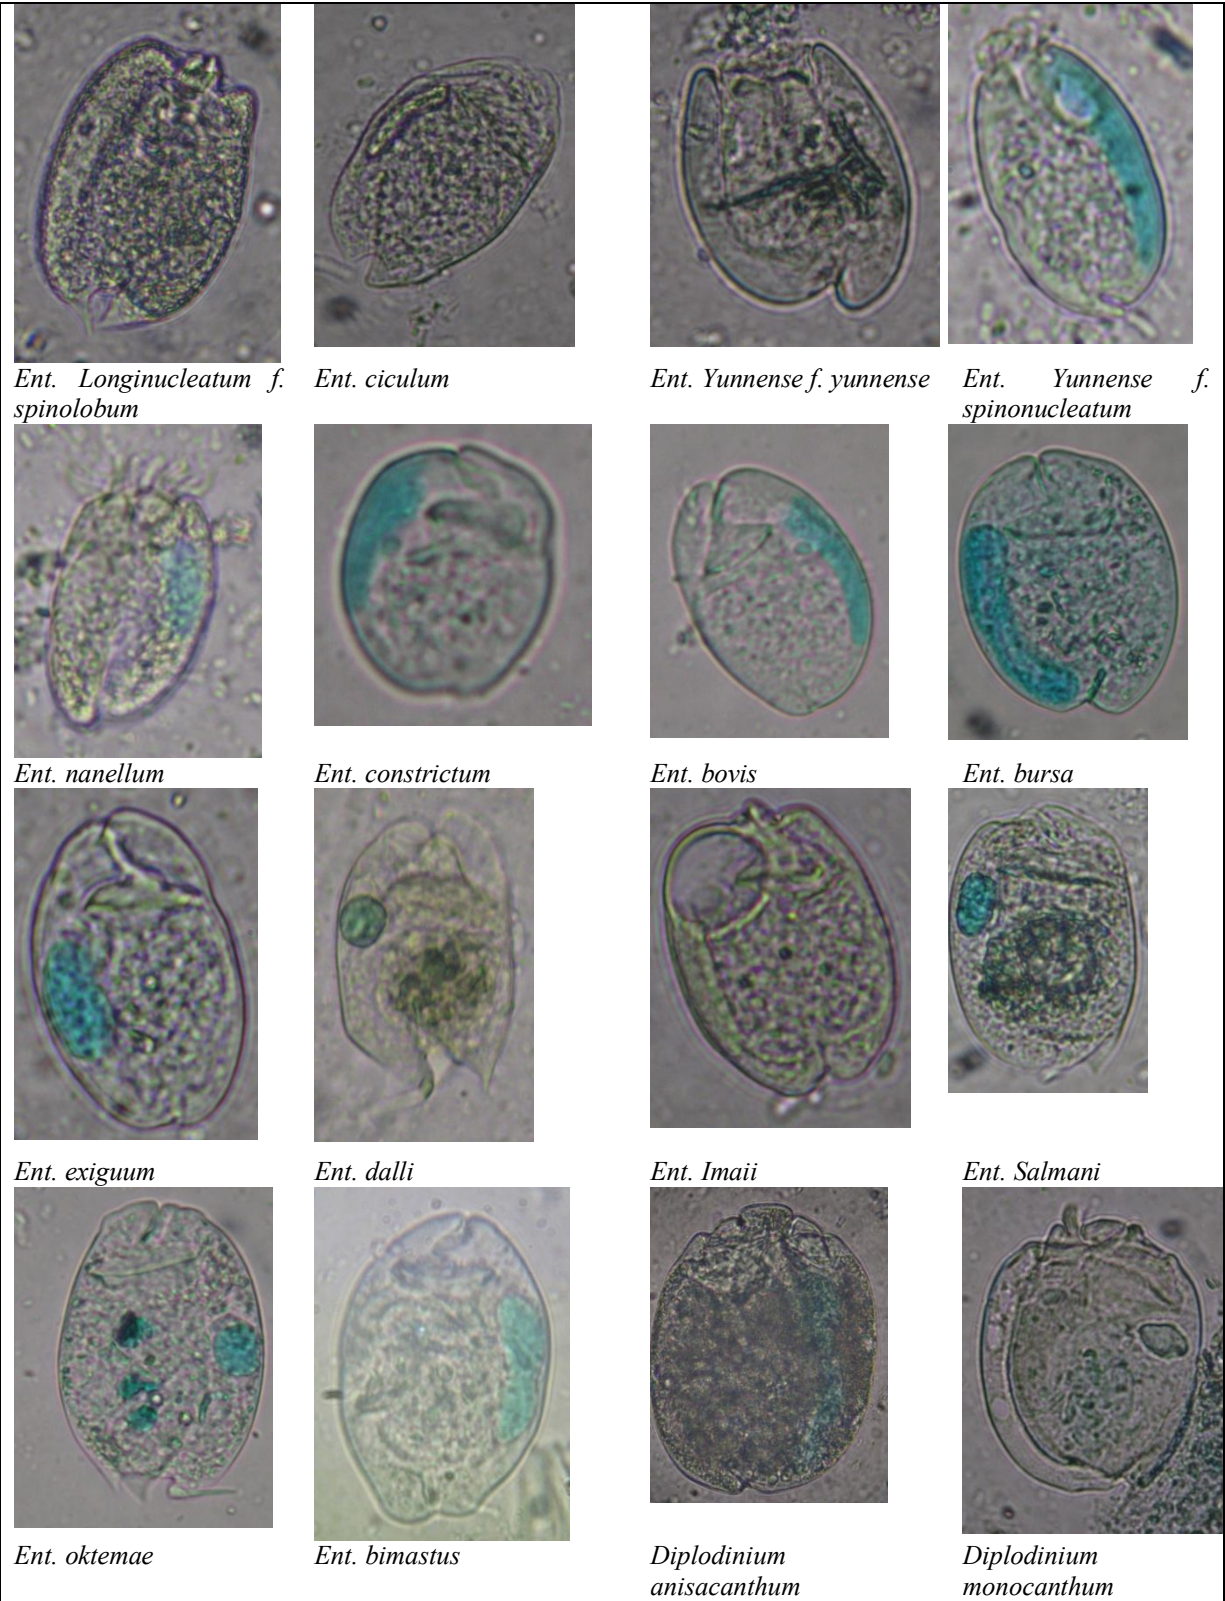 Ent. Longinucleatum f.
spinolobum
Ent. ciculum
Ent. Yunnense f. yunnense
Ent. Yunnense f.
spinonucleatum
Ent. nanellum
Ent. constrictum
Ent. bovis
Ent. bursa
Ent. exiguum
Ent. dalli
Ent. Imaii
Ent. Salmani
Ent. oktemae
Ent. bimastus
Diplodinium
anisacanthum
Diplodinium
monocanthum